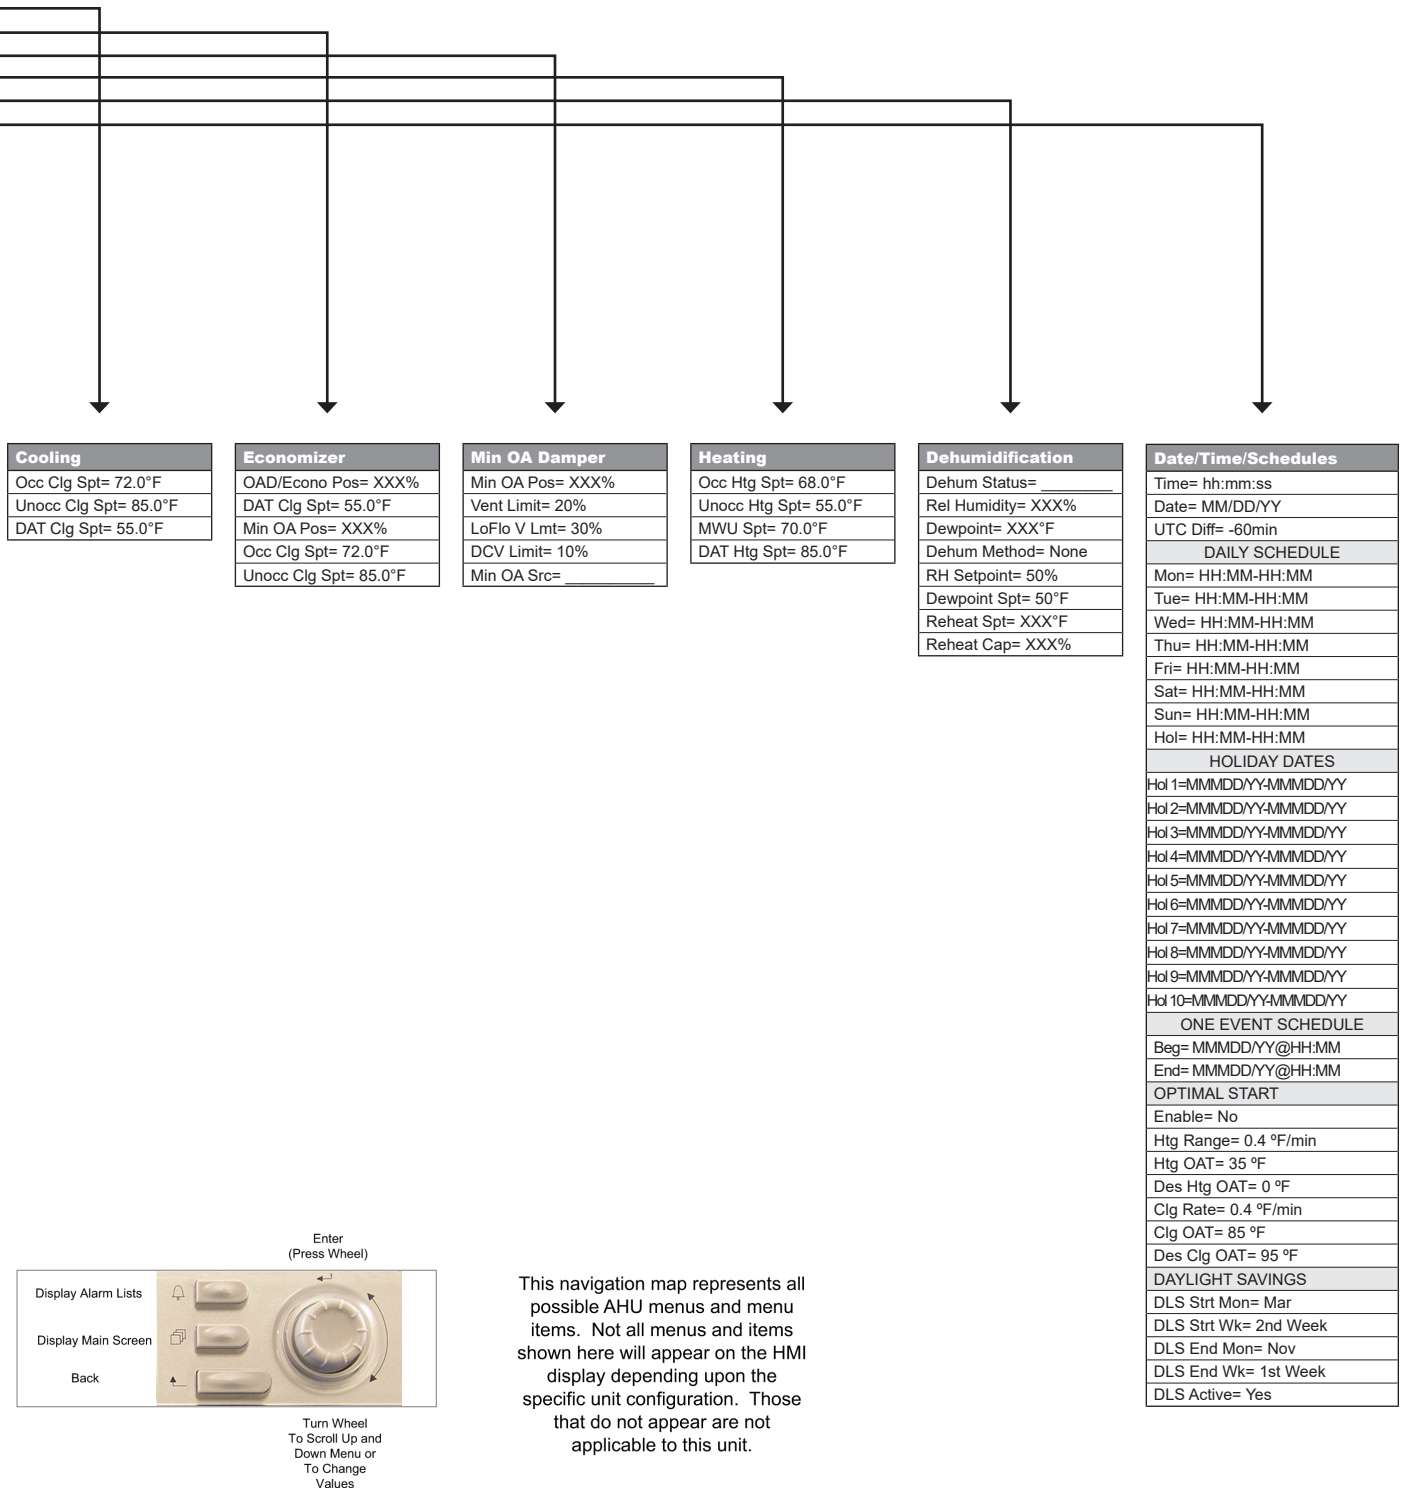 Cooling
Occ Clg Spt= 72.0°F
Unocc Clg Spt= 85.0°F
DAT Clg Spt= 55.0°F
Economizer
OAD/Econo Pos= XXX%
DAT Clg Spt= 55.0°F
Min OA Pos= XXX%
Occ Clg Spt= 72.0°F
Unocc Clg Spt= 85.0°F
Min OA Damper
Min OA Pos= XXX%
Vent Limit= 20%
LoFlo V Lmt= 30%
DCV Limit= 10%
Min OA Src= __________
Heating
Occ Htg Spt= 68.0°F
Unocc Htg Spt= 55.0°F
MWU Spt= 70.0°F
DAT Htg Spt= 85.0°F
Dehumidification
Dehum Status= ________
Rel Humidity= XXX%
Dewpoint= XXX°F
Dehum Method= None
RH Setpoint= 50%
Dewpoint Spt= 50°F
Reheat Spt= XXX°F
Reheat Cap= XXX%
Date/Time/Schedules
Time= hh:mm:ss
Date= MM/DD/YY
UTC Diff= -60min
DAILY SCHEDULE
Mon= HH:MM-HH:MM
Tue= HH:MM-HH:MM
Wed= HH:MM-HH:MM
Thu= HH:MM-HH:MM
Fri= HH:MM-HH:MM
Sat= HH:MM-HH:MM
Sun= HH:MM-HH:MM
Hol= HH:MM-HH:MM
HOLIDAY DATES
Hol 1=MMMDD/YY-MMMDD/YY
Hol 2=MMMDD/YY-MMMDD/YY
Hol 3=MMMDD/YY-MMMDD/YY
Hol 4=MMMDD/YY-MMMDD/YY
Hol 5=MMMDD/YY-MMMDD/YY
Hol 6=MMMDD/YY-MMMDD/YY
Hol 7=MMMDD/YY-MMMDD/YY
Hol 8=MMMDD/YY-MMMDD/YY
Hol 9=MMMDD/YY-MMMDD/YY
Hol 10=MMMDD/YY-MMMDD/YY
ONE EVENT SCHEDULE
Beg= MMMDD/YY@HH:MM
End= MMMDD/YY@HH:MM
OPTIMAL START
Enable= No
Htg Range= 0.4 ºF/min
Htg OAT= 35 ºF
Des Htg OAT= 0 ºF
Clg Rate= 0.4 ºF/min
Clg OAT= 85 ºF
Des Clg OAT= 95 ºF
DAYLIGHT SAVINGS
DLS Strt Mon= Mar
DLS Strt Wk= 2nd Week
DLS End Mon= Nov
DLS End Wk= 1st Week
DLS Active= Yes
Enter
(Press Wheel)
Display Alarm Lists
Display Main Screen
Back
Turn Wheel
To Scroll Up and
Down Menu or
To Change
Values
This navigation map represents all
possible AHU menus and menu
items. Not all menus and items
shown here will appear on the HMI
display depending upon the
specific unit configuration. Those
that do not appear are not
applicable to this unit.